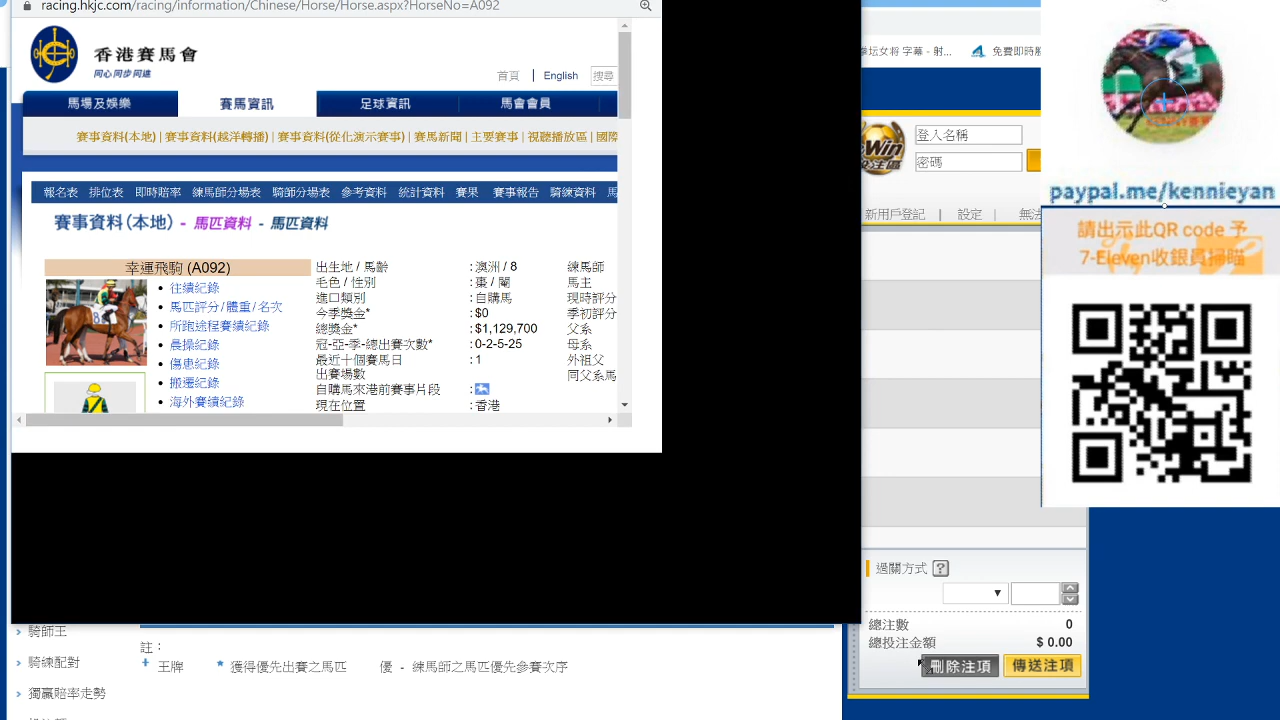 racing.hkjc.com/racing/information/Chinese/Horse/Horse.aspx?HorseNo=A092
香港賽馬會
同心同步同進
首頁 | English 搜尋
馬場及娛樂 賽馬資訊 足球資訊 馬會會員
賽事資料(本地) | 賽事資料(越洋轉播) | 賽事資料(從化演示賽事) | 賽馬新聞 | 主要賽事 | 視聽播放區 | 國際
報名表 排位表 即時賠率 練馬師分場表 騎師分場表 參考資料 統計資料 賽果 賽事報告 騎練資料 馬
賽事資料(本地) - 馬匹資料 - 馬匹資料
幸運飛駒 (A092)
往績紀錄
馬匹評分/體重/名次
所跑途程賽績紀錄
晨操紀錄
傷患紀錄
搬遷紀錄
海外賽績紀錄
出生地 / 馬齡 : 澳洲 / 8 練馬師
毛色 / 性別 : 棗 / 閹 馬主
進口類別 : 自購馬 現時評分
今季獎金* : $0 季初評分
總獎金* : $1,129,700 父系
冠-亞-季-總出賽次數* : 0-2-5-25 母系
最近十個賽馬日 : 1 外祖父
出賽場數 同父系馬
自購馬來港前賽事片段 :
現在位置 : 香港
壇女将 字幕 - 射... 免費即時
Win
登入名稱
密碼
新用戶登記 | 設定 | 無法
paypal.me/kennieyan
請出示此QR code 予
7-Eleven收銀員掃瞄
過關方式 ?
總注數 0
總投注金額 $ 0.00
刪除注項 傳送注項
騎師王
騎練配對
獨贏賠率走勢
註 :
王牌 獲得優先出賽之馬匹 優 - 練馬師之馬匹優先參賽次序